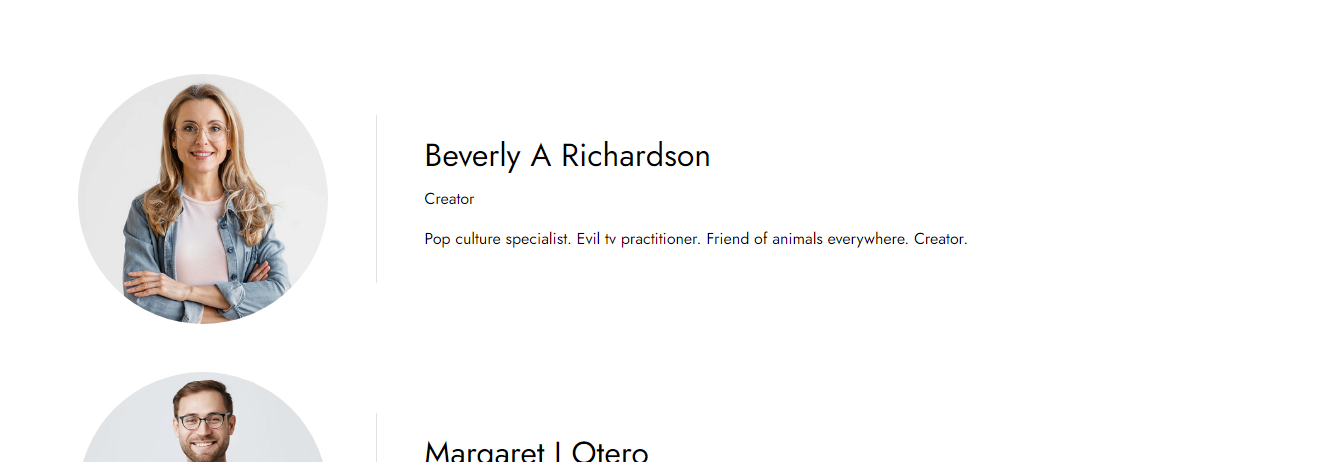 Beverly A Richardson
Creator
Pop culture specialist. Evil tv practitioner. Friend of animals everywhere. Creator.
Margaret J Otero